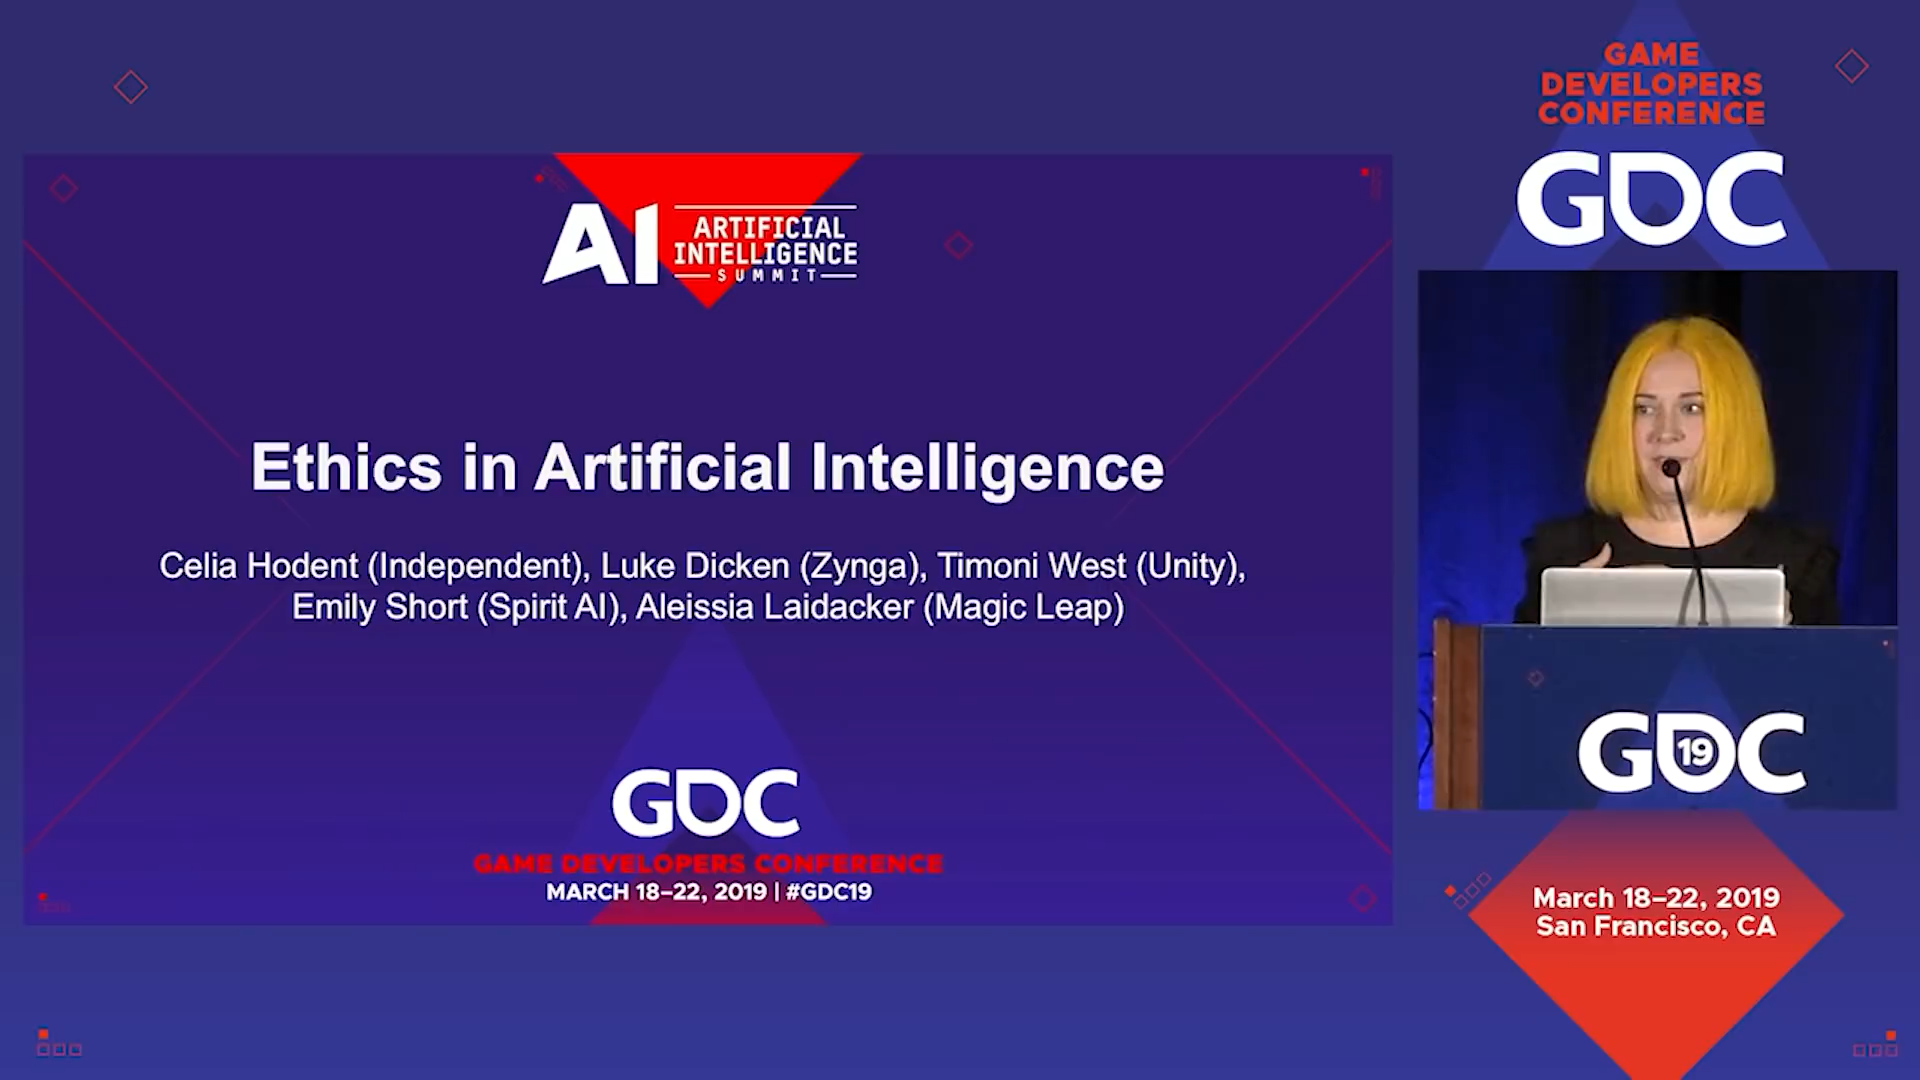 AI ARTIFICIAL
INTELLIGENCE
SUMMIT
Ethics in Artificial Intelligence
Celia Hodent (Independent), Luke Dicken (Zynga), Timoni West (Unity),
Emily Short (Spirit AI), Aleissia Laidacker (Magic Leap)
GDC
GAME DEVELOPERS CONFERENCE
MARCH 18–22, 2019 | #GDC19
GAME
DEVELOPERS
CONFERENCE
GDC
GDC 19
March 18–22, 2019
San Francisco, CA